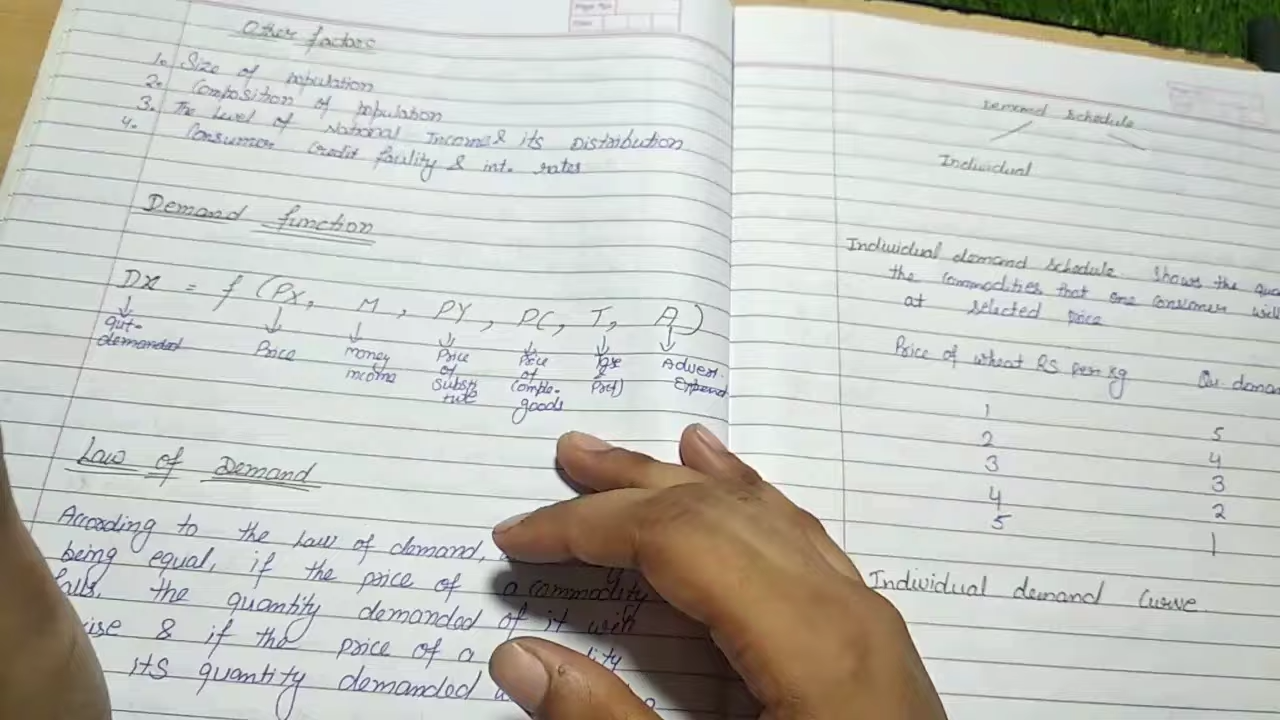 Other factors
1. Size of population
2. Composition of population
3. The level of National Income & its Distribution
4. Consumer Credit facility & int. rates
Demand function
Dx = f (Px, M, PY, PC, T, A)
Qut. demanded
Price
money income
Price of Substitute
Price of Comple. goods
& Pref)
Advert.
Law of Demand
According to the law of demand,
being equal, if the price of a commodity
falls, the quantity demanded of it will
rise & if the price of a
its quantity demanded
Demand Schedule
Individual
Individual demand schedule shows the
the commodities that one consumer will
at selected price
Price of wheat RS per kg Qu. deman
1 5
2 4
3 3
4 2
5 1
Individual demand Curve.